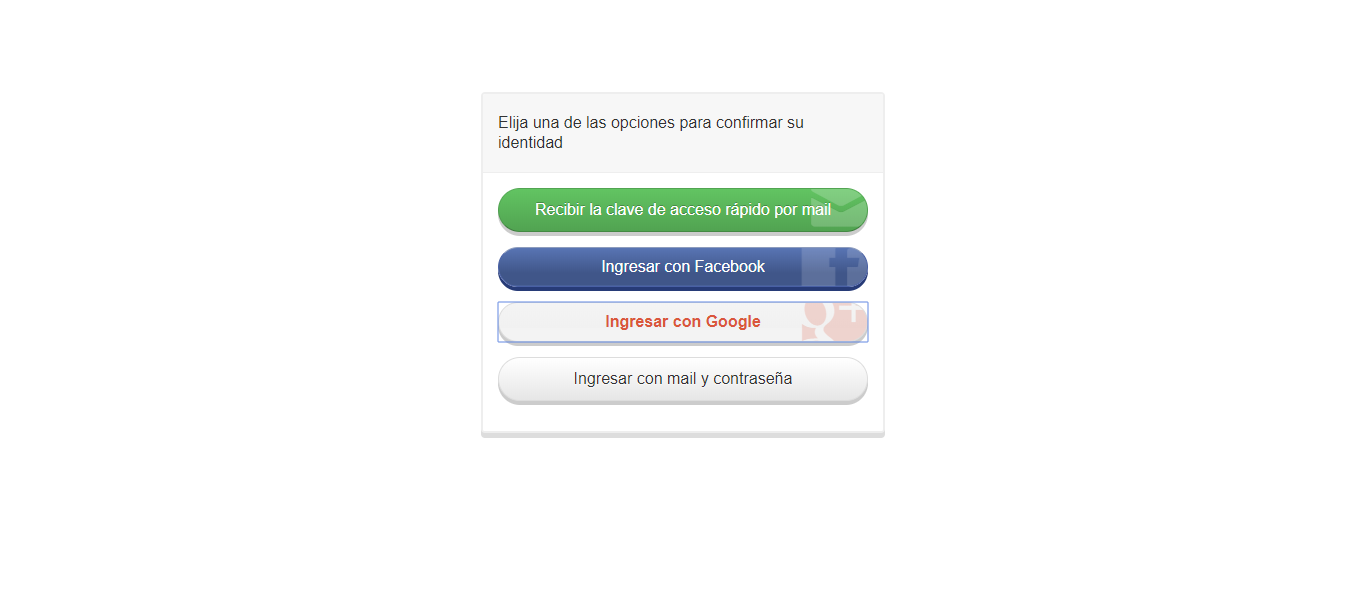 Elija una de las opciones para confirmar su
identidad
Recibir la clave de acceso rápido por mail
Ingresar con Facebook
Ingresar con Google
Ingresar con mail y contraseña